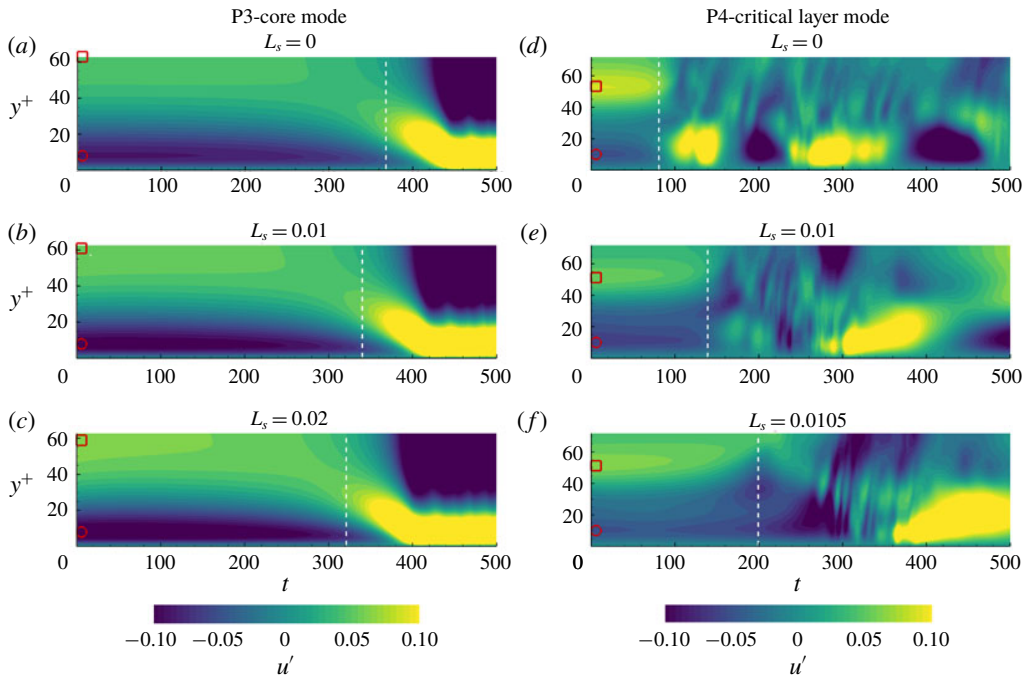 P3-core mode
P4-critical layer mode
(a) L_s = 0
60
40
y^+
20
0 100 200 300 400 500
(d) L_s = 0
60
40
20
0 100 200 300 400 500
(b) L_s = 0.01
60
40
y^+
20
0 100 200 300 400 500
(e) L_s = 0.01
60
40
20
0 100 200 300 400 500
(c) L_s = 0.02
60
40
y^+
20
0 100 200 300 400 500
t
(f) L_s = 0.0105
60
40
20
0 100 200 300 400 500
t
−0.10 −0.05 0 0.05 0.10
u′
−0.10 −0.05 0 0.05 0.10
u′